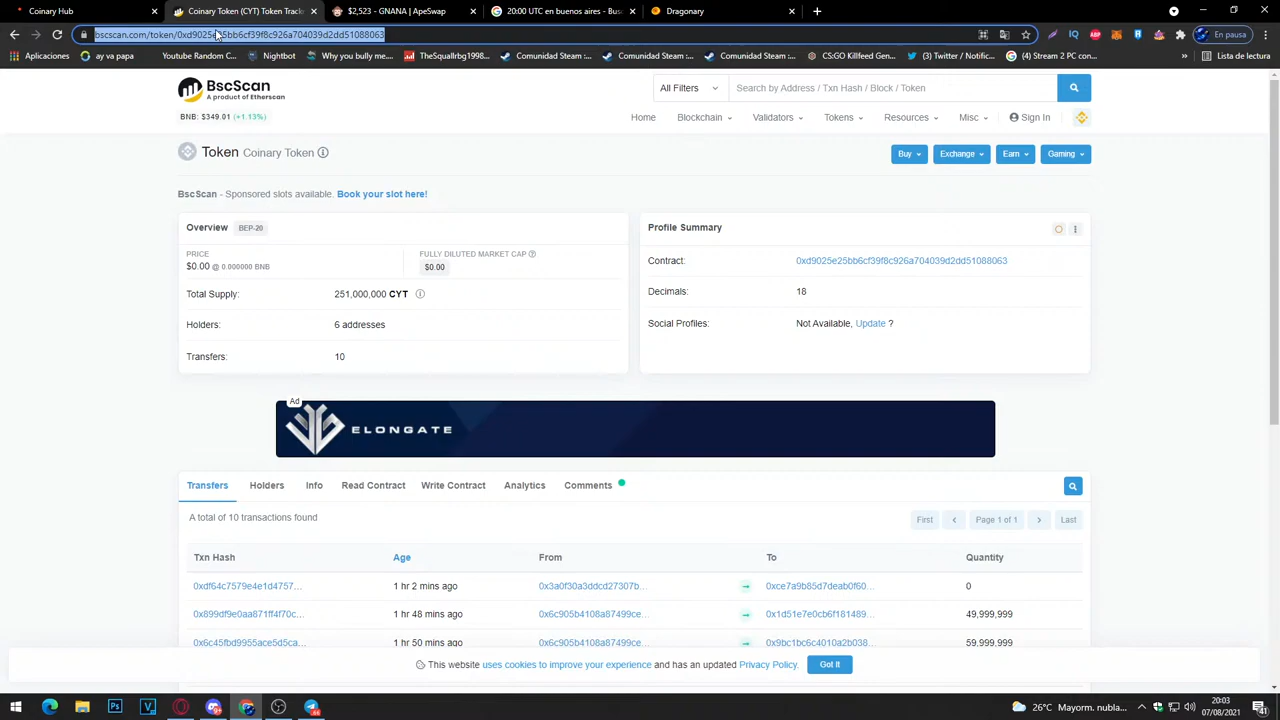 Coinary Hub
Coinary Token Token Track
$2,523 - GNANA | ApeSwap
20:00 UTC en burgos - Bus
Dragonary
bscscan.com/token/0xd9025e25bb6cf39f8c926a704039d2dd51088063
En pausa
Aplicaciones
ay va papa
Youtube Random C...
Nightbot
Why you bully me....
TheSquallrbg1998...
Comunidad Steam :...
Comunidad Steam :...
Comunidad Steam :...
CS:GO Killfeed Gen...
(3) Twitter / Notific...
(4) Stream 2 PC con...
Lista de lectura
BscScan
A product of Etherscan
All Filters
Search by Address / Txn Hash / Block / Token
BNB: $349.01 (+1.13%)
Home
Blockchain
Validators
Tokens
Resources
Misc
Sign In
Token Coinary Token
Buy
Exchange
Earn
Gaming
BscScan - Sponsored slots available. Book your slot here!
Overview BEP-20
PRICE
$0.00 @ 0.000000 BNB
FULLY DILUTED MARKET CAP
$0.00
Total Supply: 251,000,000 CYT
Holders: 6 addresses
Transfers: 10
Profile Summary
Contract: 0xd9025e25bb6cf39f8c926a704039d2dd51088063
Decimals: 18
Social Profiles: Not Available, Update ?
Ad
ELONGATE
Transfers
Holders
Info
Read Contract
Write Contract
Analytics
Comments
A total of 10 transactions found
First
Page 1 of 1
Last
Txn Hash Age From To Quantity
0xdf64c7579e4e1d4757... 1 hr 2 mins ago 0x3a0f30a3ddcd27307b... 0xce7a9b85d7deab0f60... 0
0x899df9e0aa871ff4f70c... 1 hr 48 mins ago 0x6c905b4108a87499ce... 0x1d51e7e0cb6f181489... 49,999,999
0x6c45fbd9955ace5d5ca... 1 hr 50 mins ago 0x6c905b4108a87499ce... 0x9bc1bc6c4010a2b038... 59,999,999
This website uses cookies to improve your experience and has an updated Privacy Policy.
Got It
26°C Mayorm. nubla...
20:03
07/08/2021